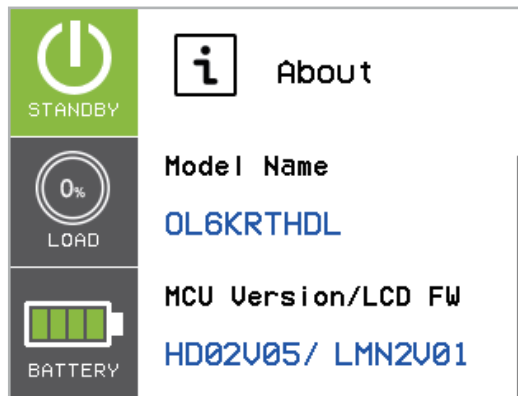 STANDBY
i About
0%
LOAD
Model Name
OL6KRTHDL
MCU Version/LCD FW
HD02V05/ LMN2V01
BATTERY